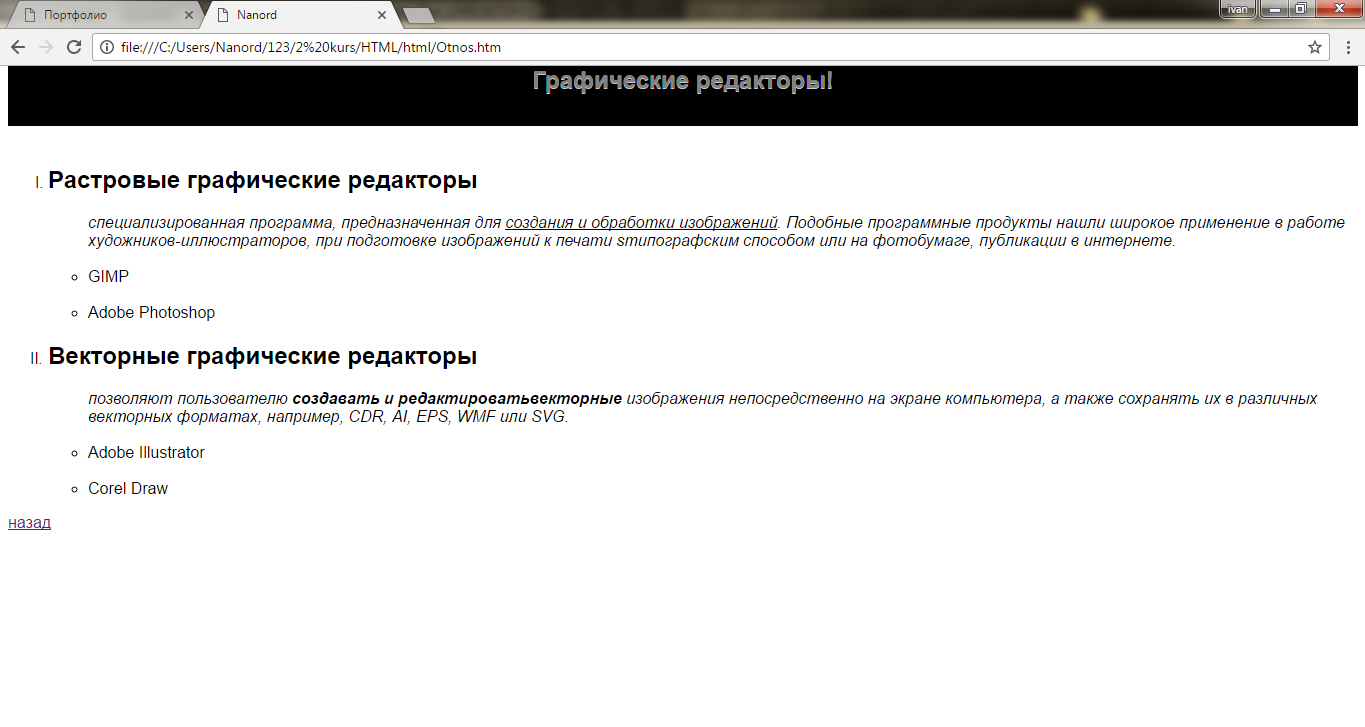 Портфолио
Nanord
ivan
file:///C:/Users/Nanord/123/2%20kurs/HTML/html/Otnos.htm
Графические редакторы!
I. Растровые графические редакторы
специализированная программа, предназначенная для создания и обработки изображений. Подобные программные продукты нашли широкое применение в работе
художников-иллюстраторов, при подготовке изображений к печати sтипографским способом или на фотобумаге, публикации в интернете.
GIMP
Adobe Photoshop
II. Векторные графические редакторы
позволяют пользователю создавать и редактироватьвекторные изображения непосредственно на экране компьютера, а также сохранять их в различных
векторных форматах, например, CDR, AI, EPS, WMF или SVG.
Adobe Illustrator
Corel Draw
назад